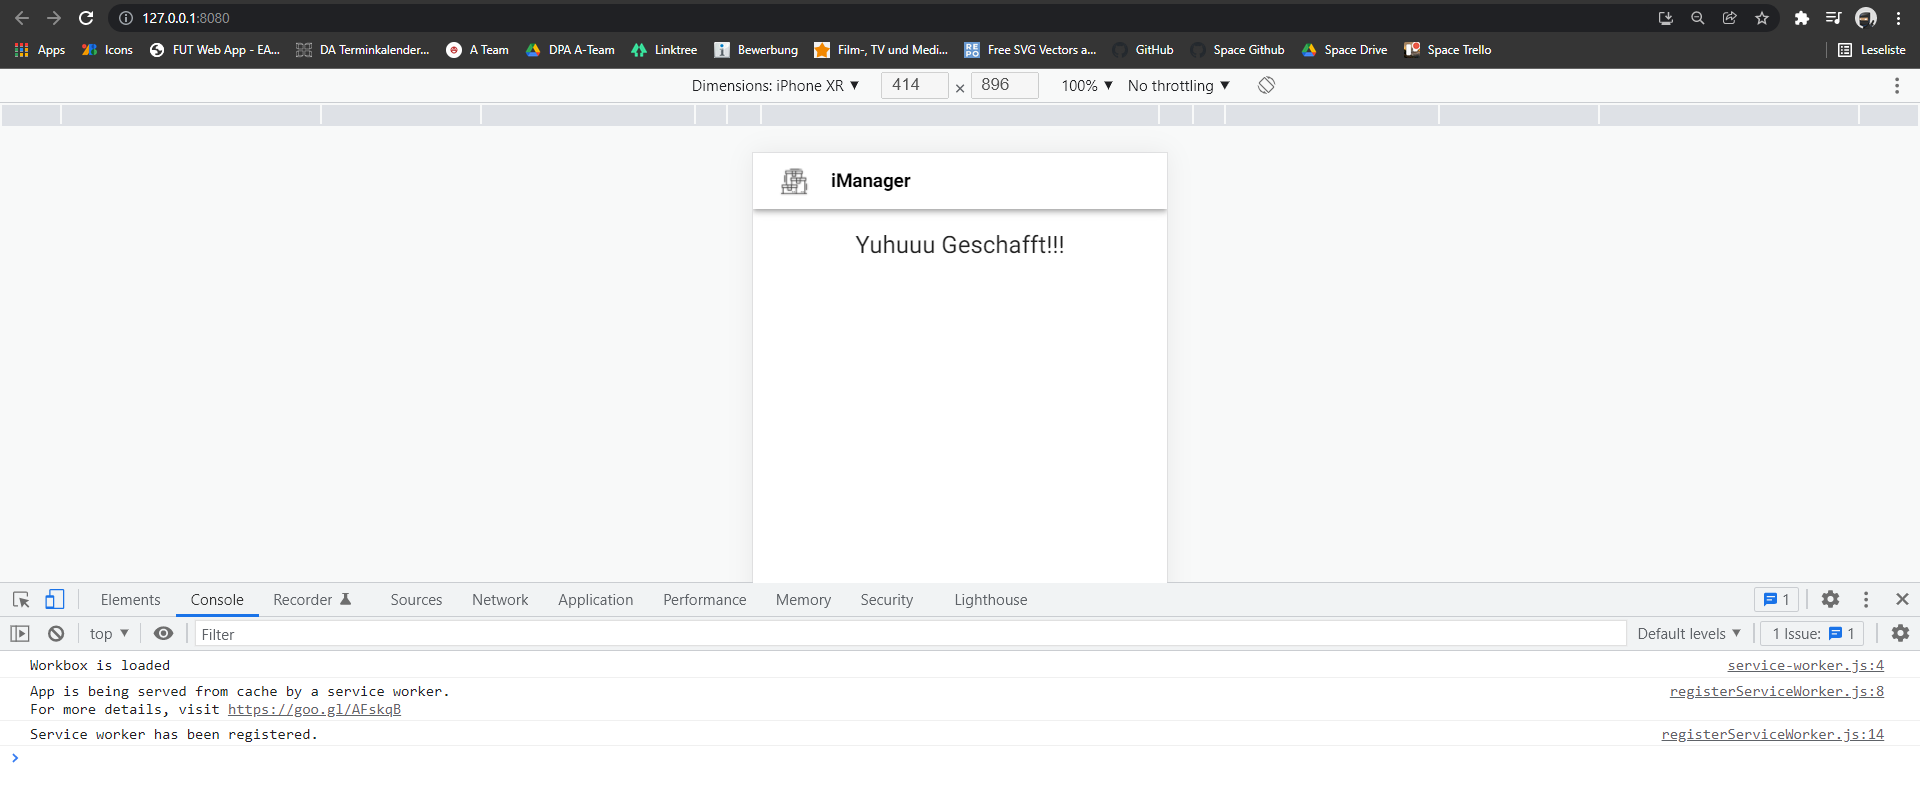 127.0.0.1:8080
Apps Icons FUT Web App - EA... DA Terminkalender... A Team DPA A-Team Linktree Bewerbung Film-, TV und Medi... Free SVG Vectors a... GitHub Space Github Space Drive Space Trello Leseliste
Dimensions: iPhone XR ▼ 414 × 896 100% ▼ No throttling ▼
iManager
Yuhuuu Geschafft!!!
Elements Console Recorder Sources Network Application Performance Memory Security Lighthouse 1
top ▼ Filter Default levels ▼ 1 Issue: 1
Workbox is loaded service-worker.js:4
App is being served from cache by a service worker. registerServiceWorker.js:8
For more details, visit https://goo.gl/AFskqB
Service worker has been registered. registerServiceWorker.js:14